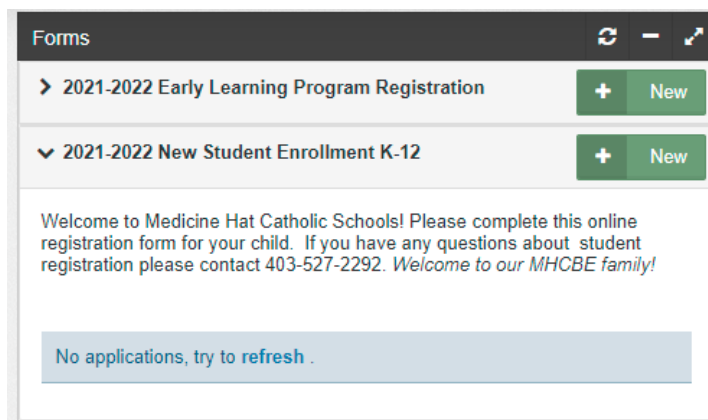 Forms
2021-2022 Early Learning Program Registration
New
2021-2022 New Student Enrollment K-12
New
Welcome to Medicine Hat Catholic Schools! Please complete this online
registration form for your child.  If you have any questions about  student
registration please contact 403-527-2292. Welcome to our MHCBE family!
No applications, try to refresh .